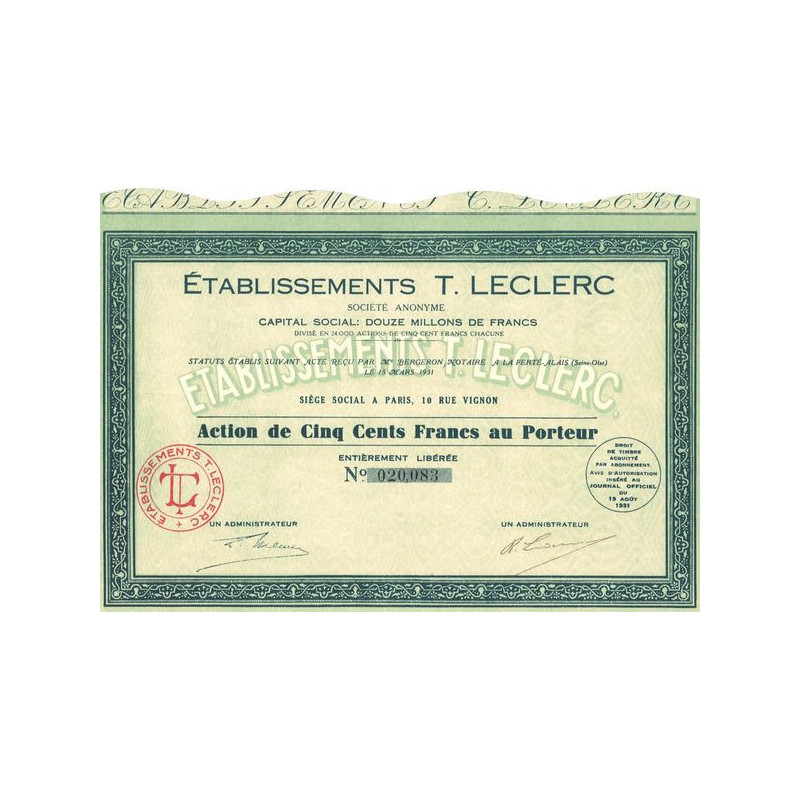 ÉTABLISSEMENTS T. LECLERC
ÉTABLISSEMENTS T. LECLERC
SOCIÉTÉ ANONYME
CAPITAL SOCIAL: DOUZE MILLONS DE FRANCS
DIVISÉ EN 24.000 ACTIONS DE CINQ CENT FRANCS CHACUNE
STATUTS ÉTABLIS SUIVANT ACTE REÇU PAR Me BERGERON, NOTAIRE A LA FERTÉ-ALAIS (Seine-Oise)
LE 13 MARS 1931
ETABLISSEMENTS T. LECLERC.
SIÈGE SOCIAL A PARIS, 10 RUE VIGNON
Action de Cinq Cents Francs au Porteur
ENTIÈREMENT LIBÉRÉE
No 020,083
ETABLISSEMENTS T. LECLERC
TL
DROIT
DE TIMBRE
ACQUITTÉ
PAR ABONNEMENT.
AVIS D'AUTORISATION
INSÉRÉ AU
JOURNAL OFFICIEL
DU
19 AOÛT
1931
UN ADMINISTRATEUR
UN ADMINISTRATEUR